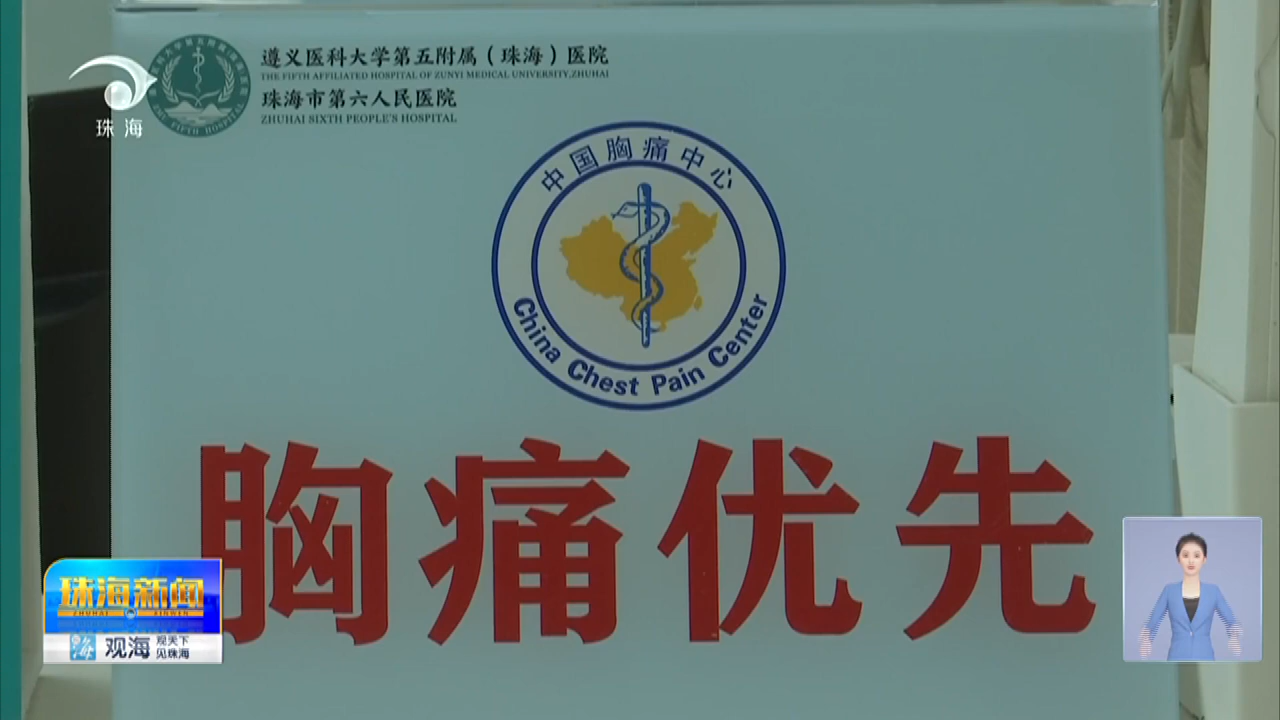 遵义医科大学第五附属(珠海)医院
THE FIFTH AFFILIATED HOSPITAL OF ZUNYI MEDICAL UNIVERSITY,ZHUHAI
珠海市第六人民医院
ZHUHAI SIXTH PEOPLE'S HOSPITAL
珠海
中国胸痛中心
China Chest Pain Center
胸痛优先
珠海新闻
ZHUHAI XINWEN
观海
观天下
见珠海